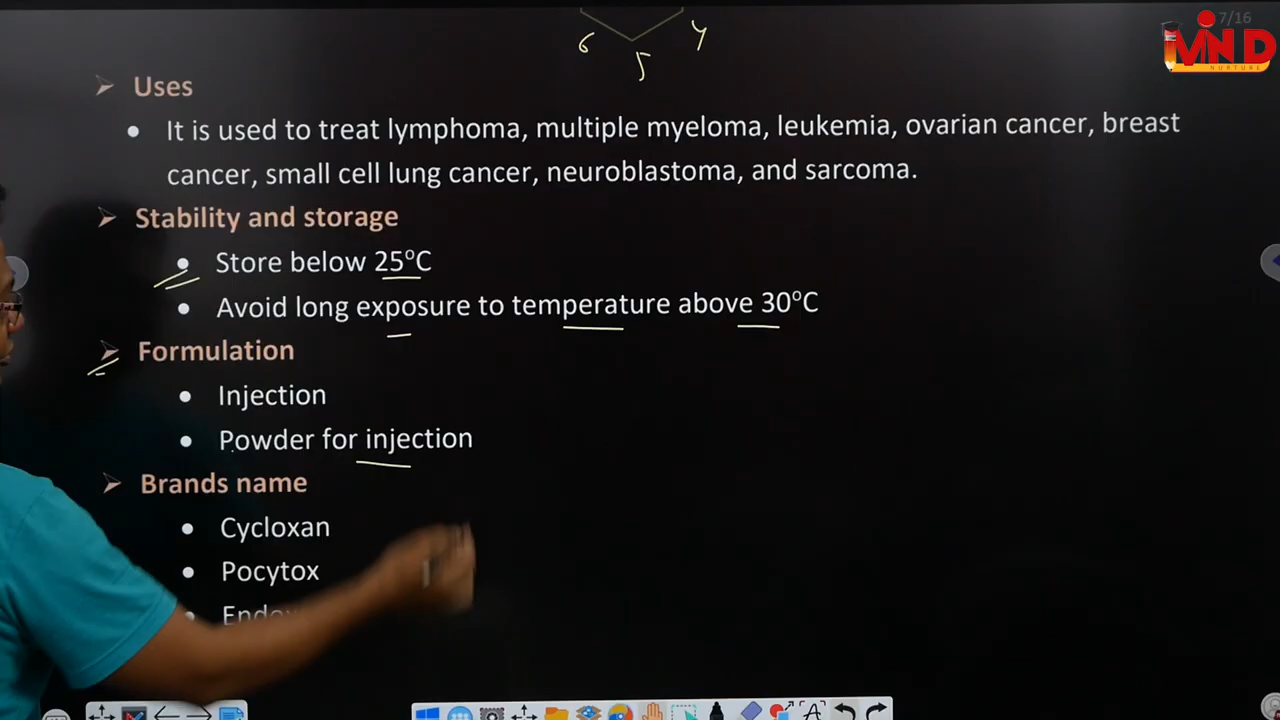 7/16
MIND
NURTURE
6
5
4
➢ Uses
• It is used to treat lymphoma, multiple myeloma, leukemia, ovarian cancer, breast
cancer, small cell lung cancer, neuroblastoma, and sarcoma.
➢ Stability and storage
• Store below 25°C
• Avoid long exposure to temperature above 30°C
➢ Formulation
• Injection
• Powder for injection
➢ Brands name
• Cycloxan
• Pocytox